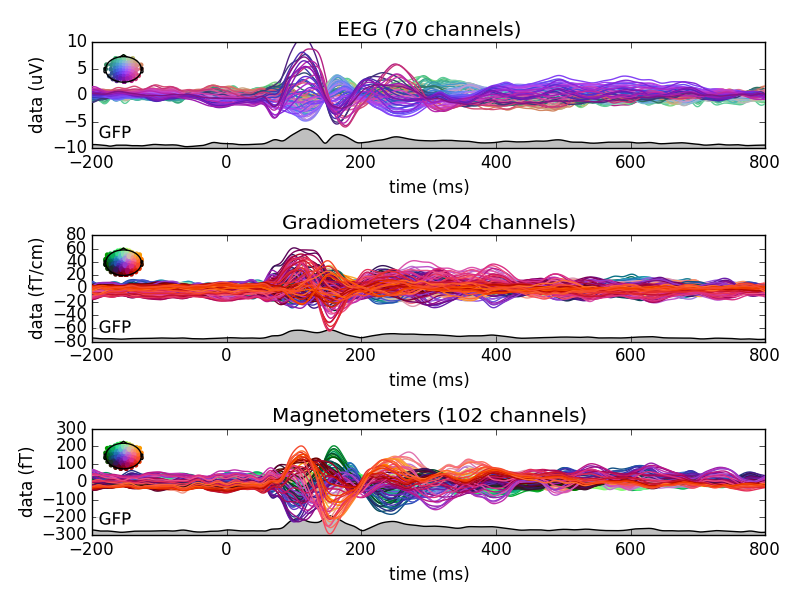 EEG (70 channels)
10
5
0
−5
−10
data (uV)
GFP
−200 0 200 400 600 800
time (ms)
Gradiometers (204 channels)
80
60
40
20
0
−20
−40
−60
−80
data (fT/cm)
GFP
−200 0 200 400 600 800
time (ms)
Magnetometers (102 channels)
300
200
100
0
−100
−200
−300
data (fT)
GFP
−200 0 200 400 600 800
time (ms)